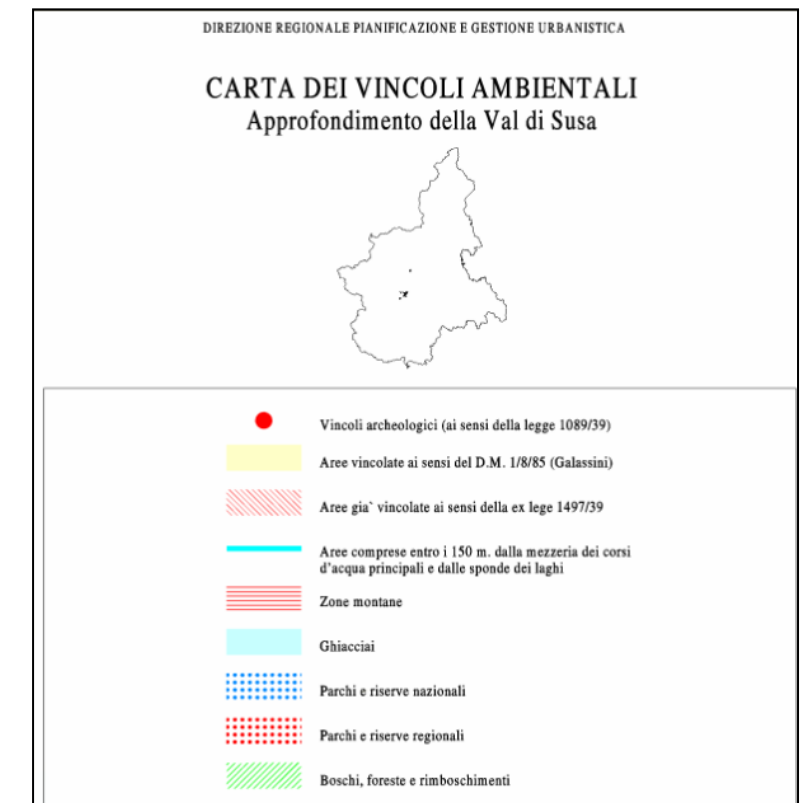 DIREZIONE REGIONALE PIANIFICAZIONE E GESTIONE URBANISTICA
CARTA DEI VINCOLI AMBIENTALI
Approfondimento della Val di Susa
Vincoli archeologici (ai sensi della legge 1089/39)
Aree vincolate ai sensi del D.M. 1/8/85 (Galassini)
Aree gia` vincolate ai sensi della ex lege 1497/39
Aree comprese entro i 150 m. dalla mezzeria dei corsi
d'acqua principali e dalle sponde dei laghi
Zone montane
Ghiacciai
Parchi e riserve nazionali
Parchi e riserve regionali
Boschi, foreste e rimboschimenti